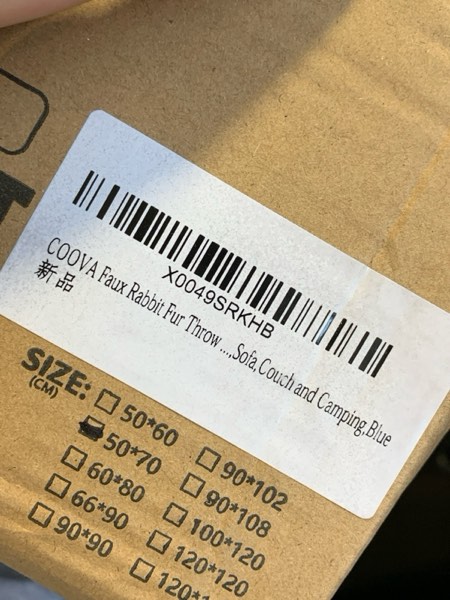 X0049SRKHB
COOVA Faux Rabbit Fur Throw ...,Sofa,Couch and Camping,Blue
新品
SIZE:
(CM)
50*60
50*70
60*80
66*90
90*90
90*102
90*108
100*120
120*120